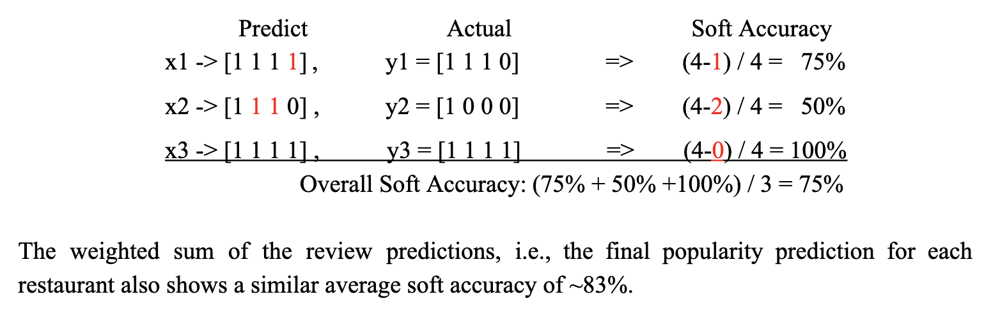 Predict Actual Soft Accuracy
x1 -> [1 1 1 1] , y1 = [1 1 1 0] => (4-1) / 4 = 75%
x2 -> [1 1 1 0] , y2 = [1 0 0 0] => (4-2) / 4 = 50%
x3 -> [1 1 1 1] , y3 = [1 1 1 1] => (4-0) / 4 = 100%
Overall Soft Accuracy: (75% + 50% +100%) / 3 = 75%
The weighted sum of the review predictions, i.e., the final popularity prediction for each
restaurant also shows a similar average soft accuracy of ~83%.